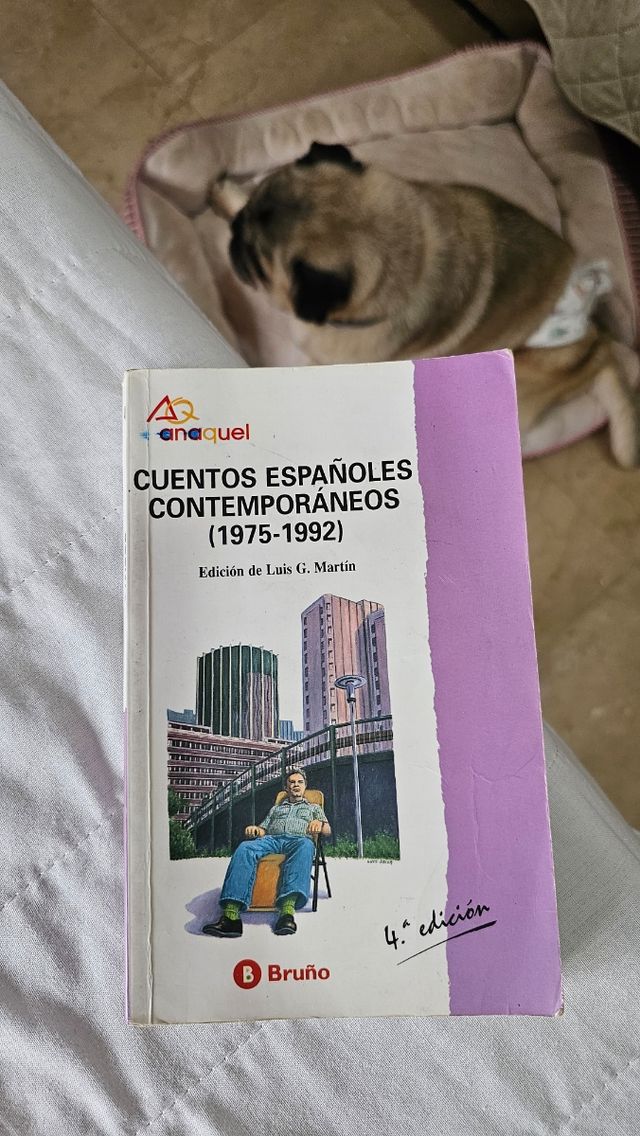 AQ
anaquel
CUENTOS ESPAÑOLES
CONTEMPORÁNEOS
(1975-1992)
Edición de Luis G. Martín
4.ª edición
B Bruño